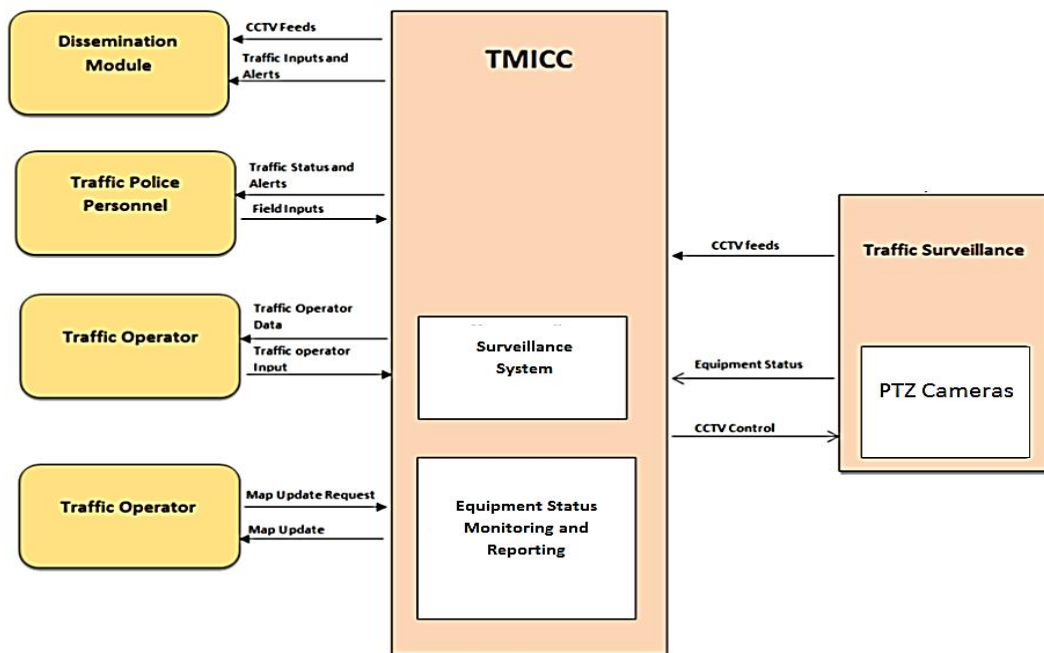 Dissemination
Module
CCTV Feeds
Traffic Inputs and
Alerts
TMICC
Traffic Police
Personnel
Traffic Status and
Alerts
Field Inputs
Traffic Operator
Traffic Operator
Data
Traffic operator
Input
Traffic Operator
Map Update Request
Map Update
Surveillance
System
Equipment Status
Monitoring and
Reporting
CCTV feeds
Equipment Status
CCTV Control
Traffic Surveillance
PTZ Cameras